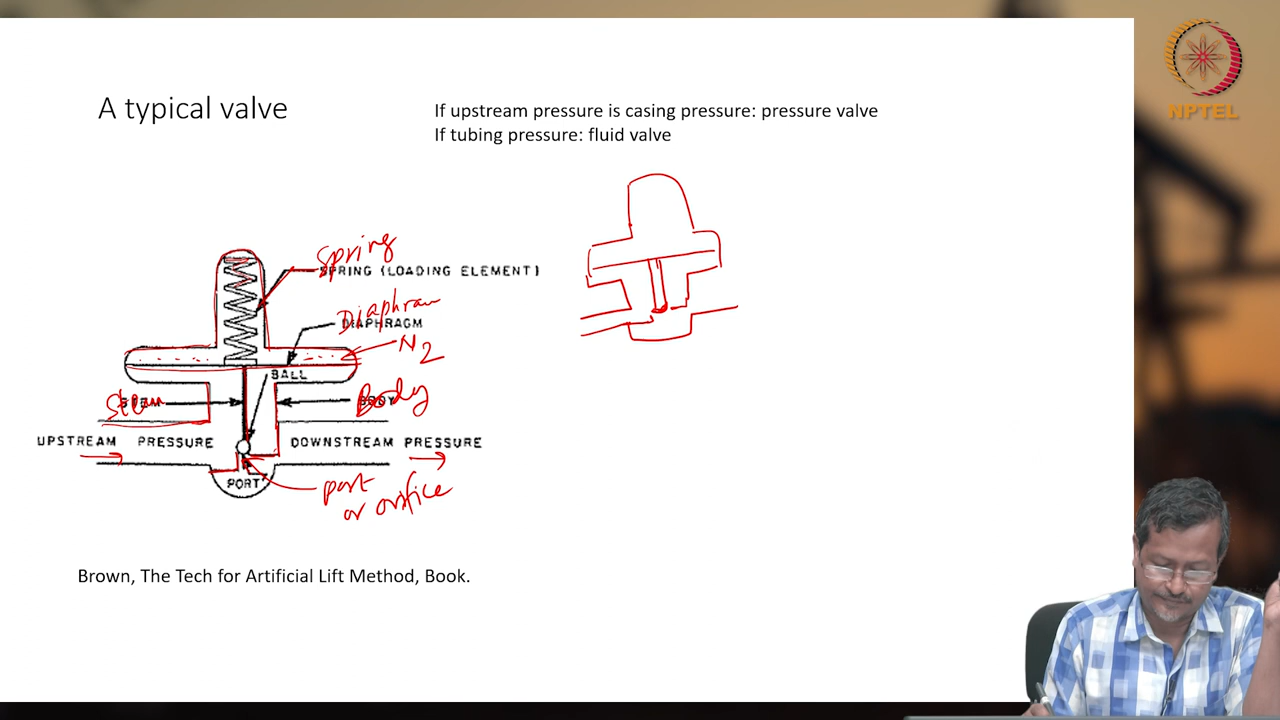 A typical valve
If upstream pressure is casing pressure: pressure valve
If tubing pressure: fluid valve
NPTEL
Spring
SPRING (LOADING ELEMENT)
Diaphram
DIAPHRAGM
N2
BALL
Stem
Body
UPSTREAM PRESSURE
DOWNSTREAM PRESSURE
PORT
port
or orifice
Brown, The Tech for Artificial Lift Method, Book.